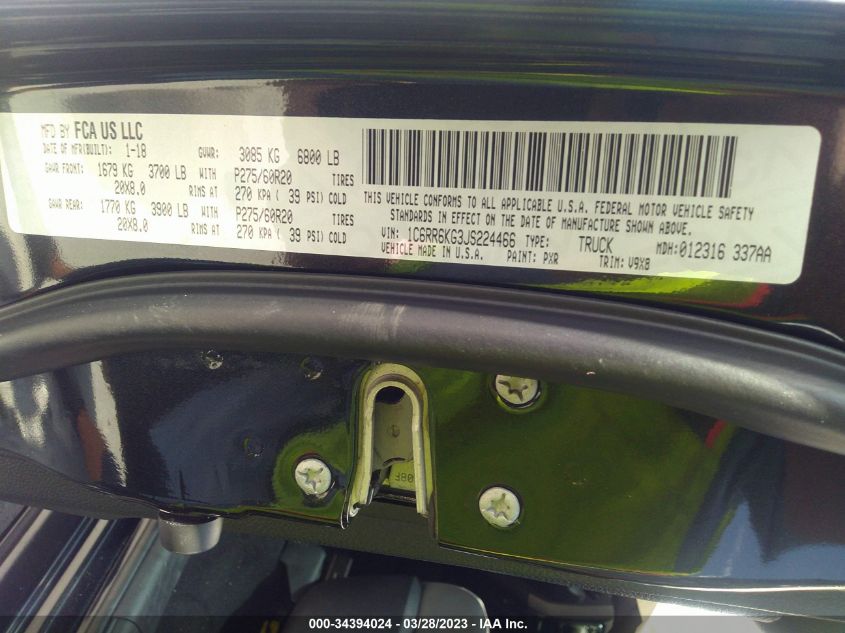 MFD BY FCA US LLC
DATE OF MFR(BUILT): 1-18 GVWR: 3085 KG 6800 LB
GAWR FRONT: 1679 KG 3700 LB WITH P275/60R20 TIRES
20X8.0 RIMS AT 270 KPA ( 39 PSI) COLD
GAWR REAR: 1770 KG 3900 LB WITH P275/60R20 TIRES
20X8.0 RIMS AT 270 KPA ( 39 PSI) COLD
THIS VEHICLE CONFORMS TO ALL APPLICABLE U.S.A. FEDERAL MOTOR VEHICLE SAFETY
STANDARDS IN EFFECT ON THE DATE OF MANUFACTURE SHOWN ABOVE.
VIN: 1C6RR6KG3JS224466 TYPE: TRUCK MDH:012316 337AA
VEHICLE MADE IN U.S.A. PAINT: PXR TRIM: V9X8
000-34394024 | 03/28/2023 - IAA Inc.